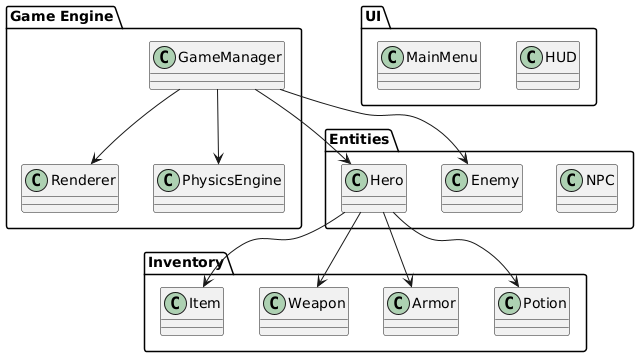 Game Engine
C GameManager
C Renderer
C PhysicsEngine
UI
C MainMenu
C HUD
Entities
C Hero
C Enemy
C NPC
Inventory
C Item
C Weapon
C Armor
C Potion